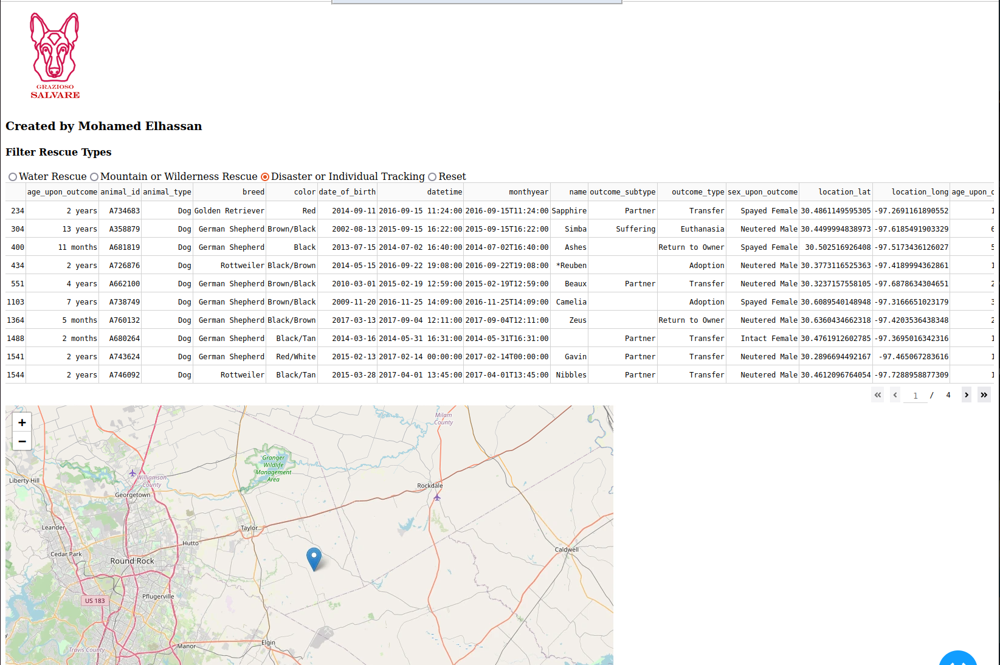 GRAZIOSO
SALVARE
Created by Mohamed Elhassan
Filter Rescue Types
Water Rescue Mountain or Wilderness Rescue Disaster or Individual Tracking Reset
age_upon_outcome animal_id animal_type breed color date_of_birth datetime monthyear name outcome_subtype outcome_type sex_upon_outcome location_lat location_long age_upon_o
234 2 years A734683 Dog Golden Retriever Red 2014-09-11 2016-09-15 11:24:00 2016-09-15T11:24:00 Sapphire Partner Transfer Spayed Female 30.4861149595305 -97.2691161890552 1
304 13 years A358879 Dog German Shepherd Brown/Black 2002-08-13 2015-09-15 16:22:00 2015-09-15T16:22:00 Simba Suffering Euthanasia Neutered Male 30.4499994838973 -97.6185491903329 6
400 11 months A681819 Dog German Shepherd Black 2013-07-15 2014-07-02 16:40:00 2014-07-02T16:40:00 Ashes Return to Owner Spayed Female 30.502516926408 -97.5173436126027 5
434 2 years A726876 Dog Rottweiler Black/Brown 2014-05-15 2016-09-22 19:08:00 2016-09-22T19:08:00 *Reuben Adoption Neutered Male 30.3773116525363 -97.4189994362861 1
551 4 years A662100 Dog German Shepherd Brown/Black 2010-03-01 2015-02-19 12:59:00 2015-02-19T12:59:00 Beaux Partner Transfer Neutered Male 30.3237157558105 -97.6878634304651 2
1103 7 years A738749 Dog German Shepherd Brown/Black 2009-11-20 2016-11-25 14:09:00 2016-11-25T14:09:00 Camelia Adoption Spayed Female 30.6089540148948 -97.3166651023179 3
1364 5 months A760132 Dog German Shepherd Black/Brown 2017-03-13 2017-09-04 12:11:00 2017-09-04T12:11:00 Zeus Return to Owner Neutered Male 30.6360434662318 -97.4203536438348 2
1488 2 months A680264 Dog German Shepherd Black/Tan 2014-03-16 2014-05-31 16:31:00 2014-05-31T16:31:00 Partner Transfer Intact Female 30.4761912602785 -97.3695016342316 1
1541 2 years A743624 Dog German Shepherd Red/White 2015-02-13 2017-02-14 00:00:00 2017-02-14T00:00:00 Gavin Partner Transfer Neutered Male 30.2896694492167 -97.465067283616 1
1544 2 years A746092 Dog Rottweiler Black/Tan 2015-03-28 2017-04-01 13:45:00 2017-04-01T13:45:00 Nibbles Partner Transfer Neutered Male 30.4612096764054 -97.7288958877309 1
1 / 4
+
−
Milam
County
Granger
Wildlife
Management
Area
Williamson
County
Liberty Hill
Rockdale
Georgetown
Leander
Taylor
Hutto
Cedar Park
Caldwell
Round Rock
Pflugerville
US 183
Elgin
Manor
Travis County